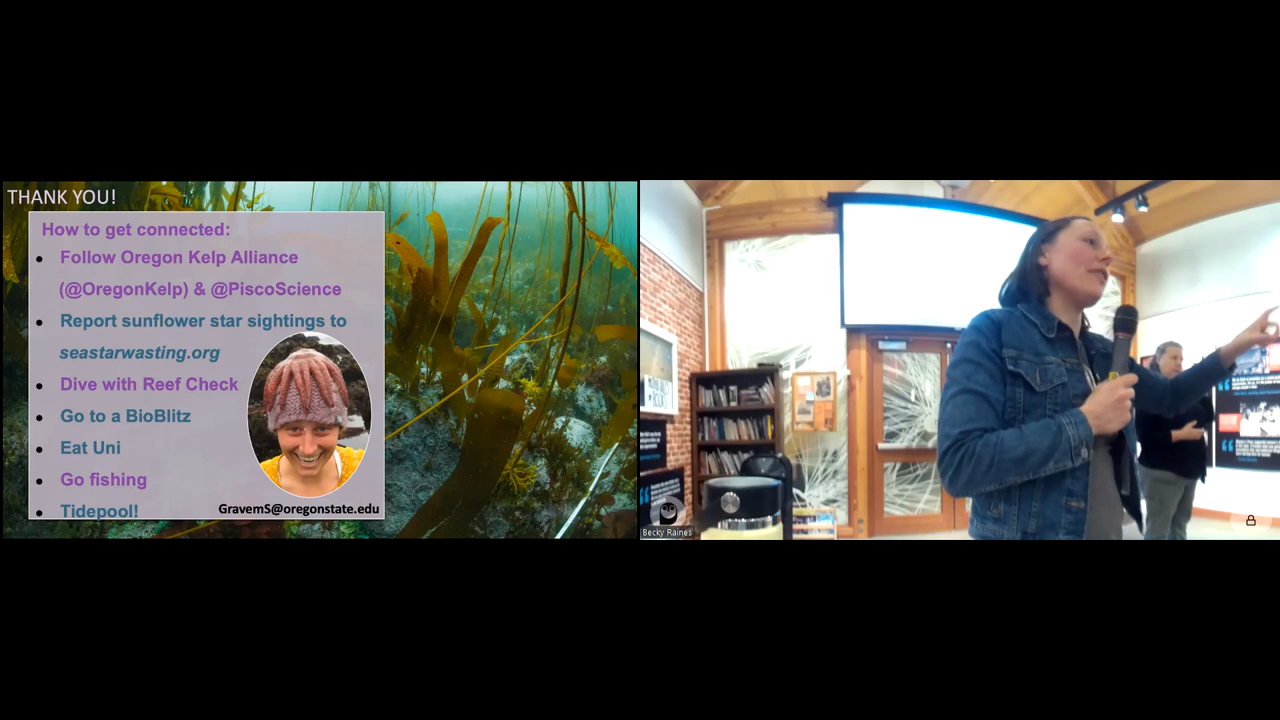 THANK YOU!
How to get connected:
• Follow Oregon Kelp Alliance
(@OregonKelp) & @PiscoScience
• Report sunflower star sightings to
seastarwasting.org
• Dive with Reef Check
• Go to a BioBlitz
• Eat Uni
• Go fishing
• Tidepool!
GravemS@oregonstate.edu
Becky Raines